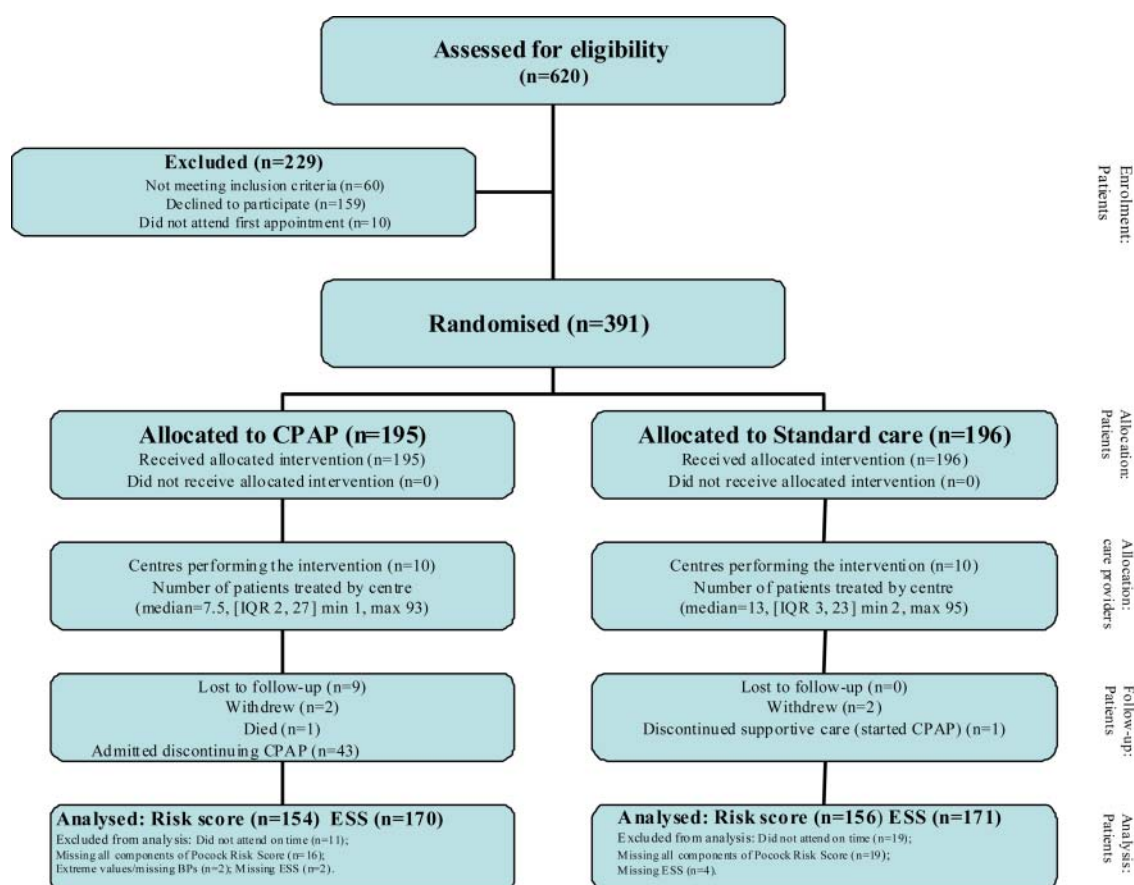 Assessed for eligibility
(n=620)
Excluded (n=229)
Not meeting inclusion criteria (n=60)
Declined to participate (n=159)
Did not attend first appointment (n=10)
Enrolment:
Patients
Randomised (n=391)
Allocated to CPAP (n=195)
Received allocated intervention (n=195)
Did not receive allocated intervention (n=0)
Allocated to Standard care (n=196)
Received allocated intervention (n=196)
Did not receive allocated intervention (n=0)
Allocation:
Patients
Centres performing the intervention (n=10)
Number of patients treated by centre
(median=7.5, [IQR 2, 27] min 1, max 93)
Centres performing the intervention (n=10)
Number of patients treated by centre
(median=13, [IQR 3, 23] min 2, max 95)
Allocation:
care providers
Lost to follow-up (n=9)
Withdrew (n=2)
Died (n=1)
Admitted discontinuing CPAP (n=43)
Lost to follow-up (n=0)
Withdrew (n=2)
Discontinued supportive care (started CPAP) (n=1)
Follow-up:
Patients
Analysed: Risk score (n=154) ESS (n=170)
Excluded from analysis: Did not attend on time (n=11);
Missing all components of Pocock Risk Score (n=16);
Extreme values/missing BPs (n=2); Missing ESS (n=2).
Analysed: Risk score (n=156) ESS (n=171)
Excluded from analysis: Did not attend on time (n=19);
Missing all components of Pocock Risk Score (n=19);
Missing ESS (n=4).
Analysis:
Patients